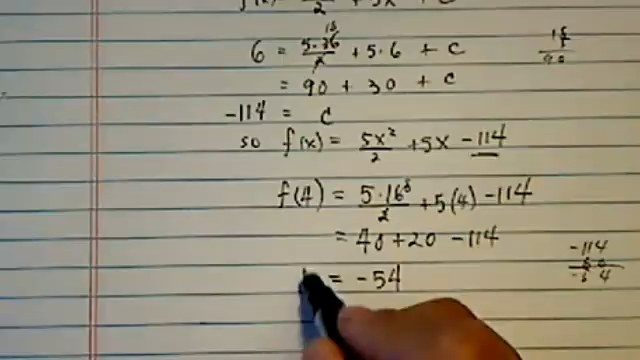 6 = 5·36/2 + 5·6 + C
= 90 + 30 + C
-114 = C
so f(x) = 5x²/2 + 5x - 114
f(4) = 5·16/2 + 5(4) - 114
= 40 + 20 - 114
= -54